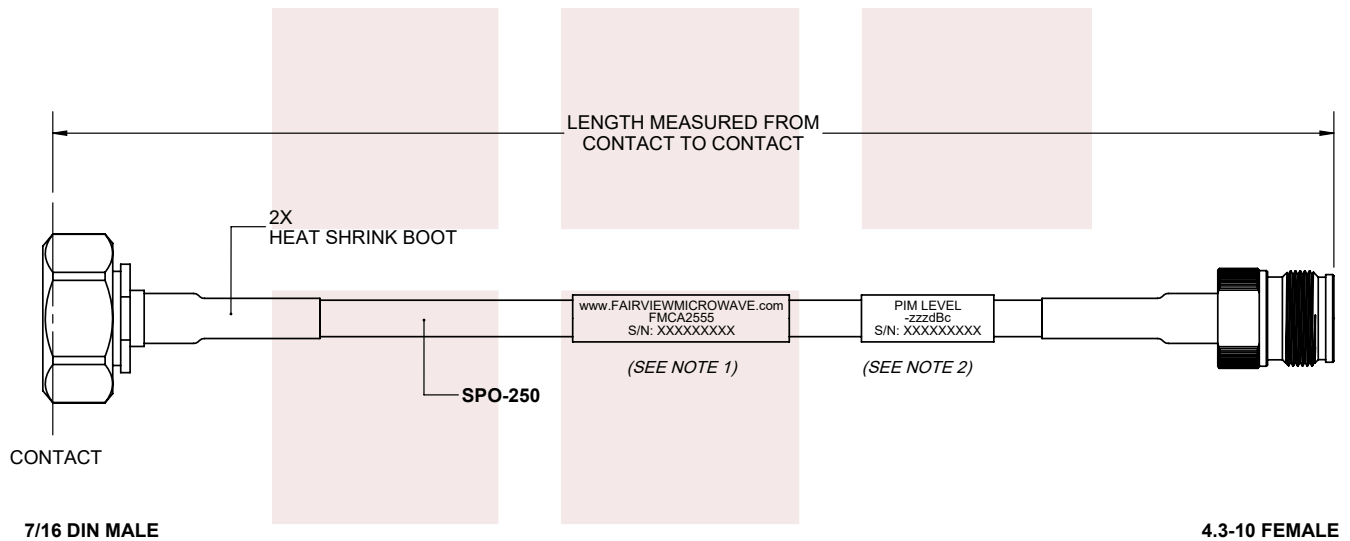 LENGTH MEASURED FROM
CONTACT TO CONTACT
2X
HEAT SHRINK BOOT
www.FAIRVIEWMICROWAVE.com
FMCA2555
S/N: XXXXXXXXX
PIM LEVEL
-zzzdBc
S/N: XXXXXXXXX
(SEE NOTE 1)
(SEE NOTE 2)
SPO-250
CONTACT
7/16 DIN MALE
4.3-10 FEMALE